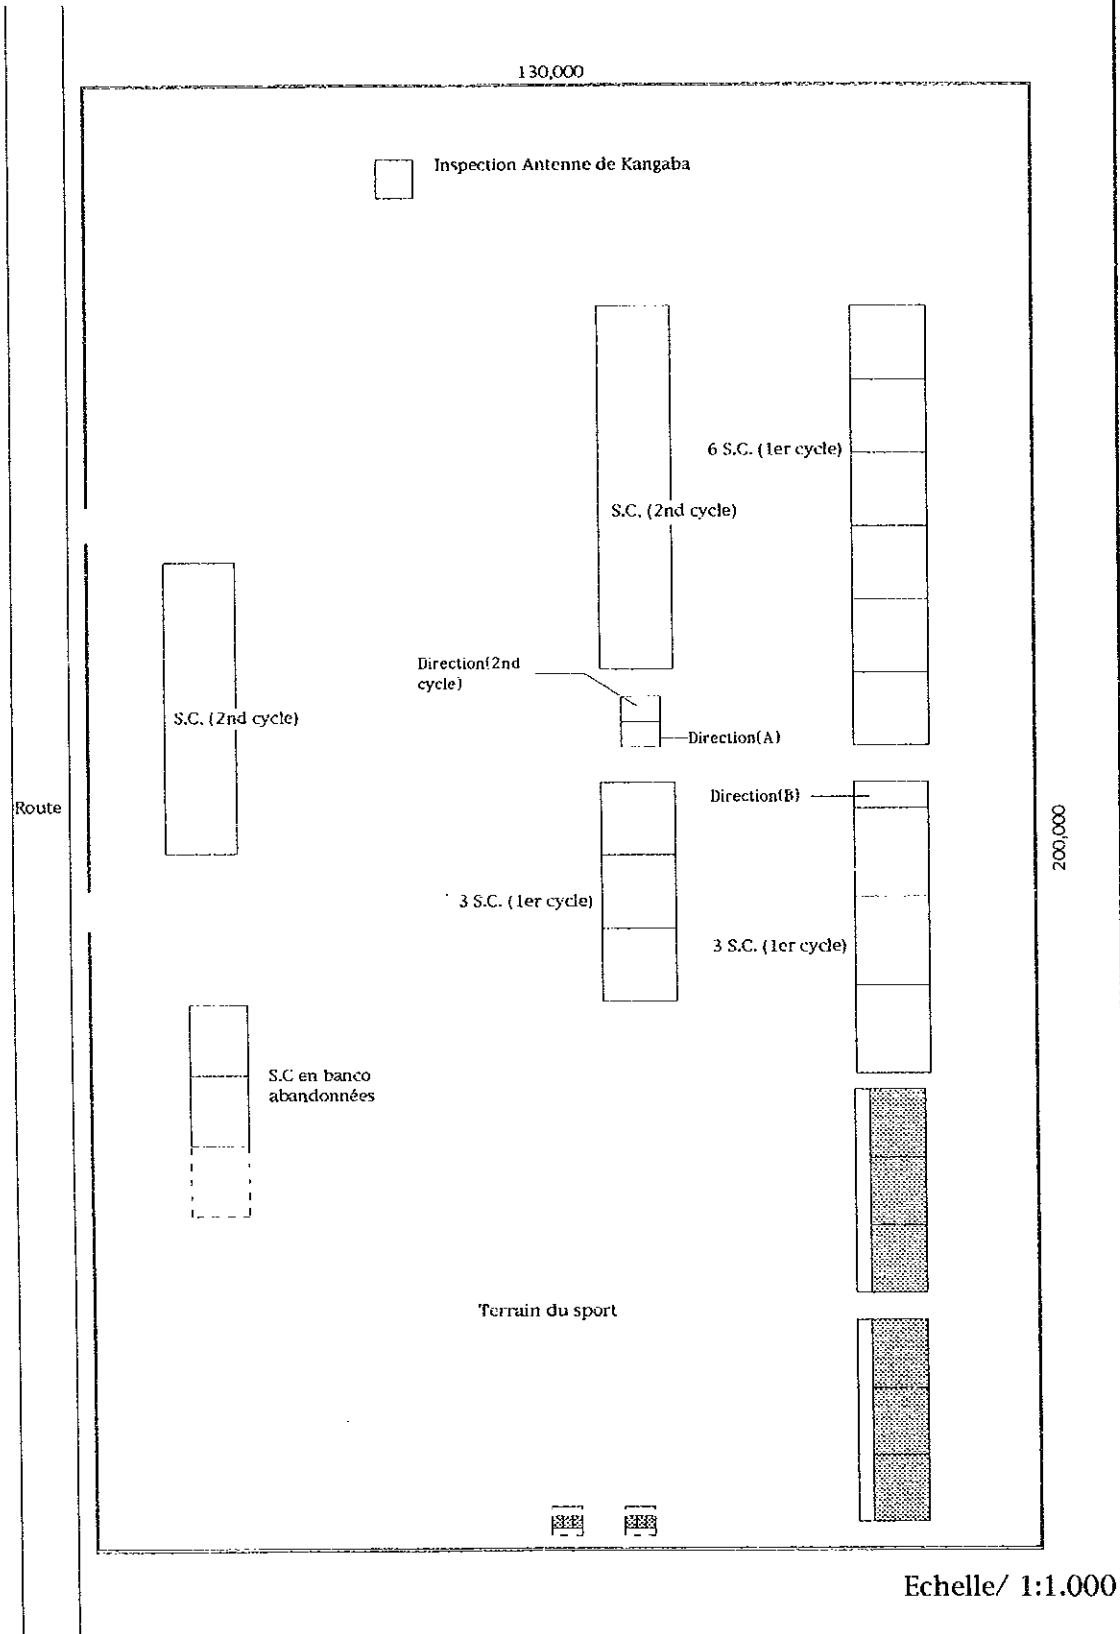 130,000
Inspection Antenne de Kangaba
6 S.C. (1er cycle)
S.C. (2nd cycle)
Direction(2nd
cycle)
S.C. (2nd cycle)
Direction(A)
Direction(B)
Route
200,000
3 S.C. (1er cycle)
3 S.C. (1er cycle)
S.C en banco
abandonnées
Terrain du sport
Echelle/ 1:1.000